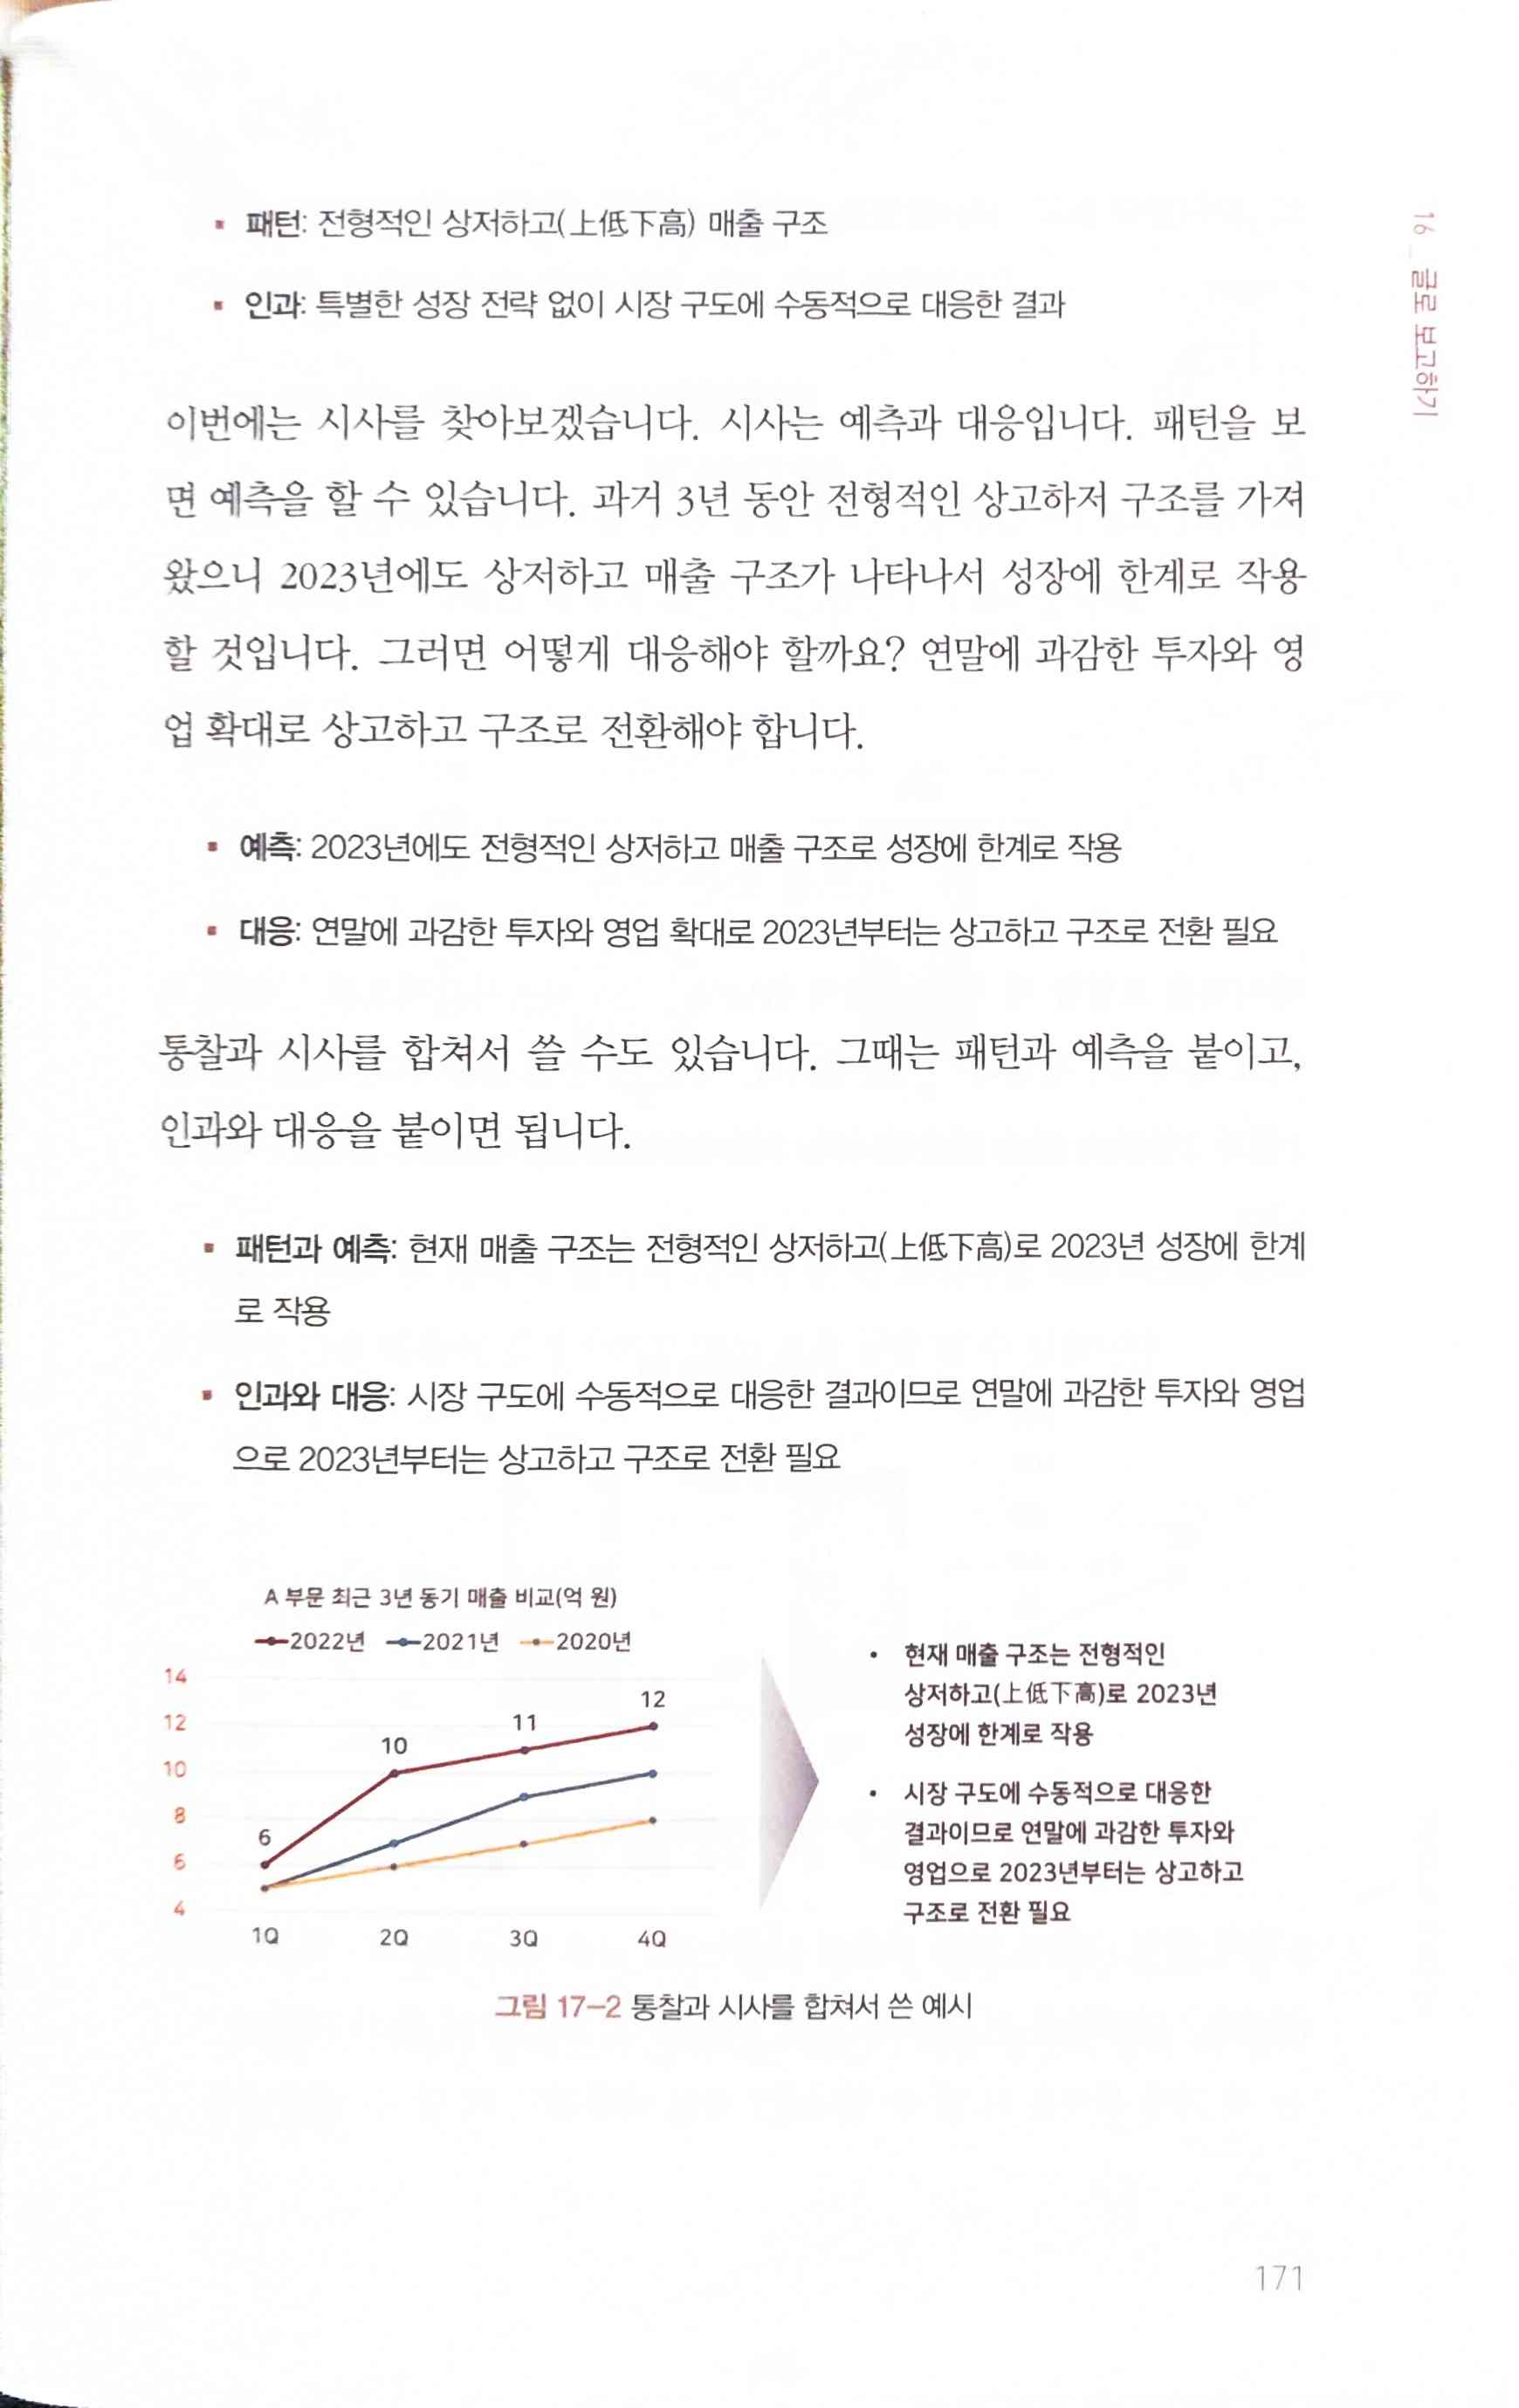 16_글로 보고하기
▪ 패턴: 전형적인 상저하고(上低下高) 매출 구조
▪ 인과: 특별한 성장 전략 없이 시장 구도에 수동적으로 대응한 결과
이번에는 시사를 찾아보겠습니다. 시사는 예측과 대응입니다. 패턴을 보
면 예측을 할 수 있습니다. 과거 3년 동안 전형적인 상고하저 구조를 가져
왔으니 2023년에도 상저하고 매출 구조가 나타나서 성장에 한계로 작용
할 것입니다. 그러면 어떻게 대응해야 할까요? 연말에 과감한 투자와 영
업 확대로 상고하고 구조로 전환해야 합니다.
▪ 예측: 2023년에도 전형적인 상저하고 매출 구조로 성장에 한계로 작용
▪ 대응: 연말에 과감한 투자와 영업 확대로 2023년부터는 상고하고 구조로 전환 필요
통찰과 시사를 합쳐서 쓸 수도 있습니다. 그때는 패턴과 예측을 붙이고,
인과와 대응을 붙이면 됩니다.
▪ 패턴과 예측: 현재 매출 구조는 전형적인 상저하고(上低下高)로 2023년 성장에 한계
로 작용
▪ 인과와 대응: 시장 구도에 수동적으로 대응한 결과이므로 연말에 과감한 투자와 영업
으로 2023년부터는 상고하고 구조로 전환 필요
A 부문 최근 3년 동기 매출 비교(억 원)
2022년 2021년 2020년
14
12
10
8
6
4
6
10
11
12
1Q 2Q 3Q 4Q
• 현재 매출 구조는 전형적인
상저하고(上低下高)로 2023년
성장에 한계로 작용
• 시장 구도에 수동적으로 대응한
결과이므로 연말에 과감한 투자와
영업으로 2023년부터는 상고하고
구조로 전환 필요
그림 17-2 통찰과 시사를 합쳐서 쓴 예시
171